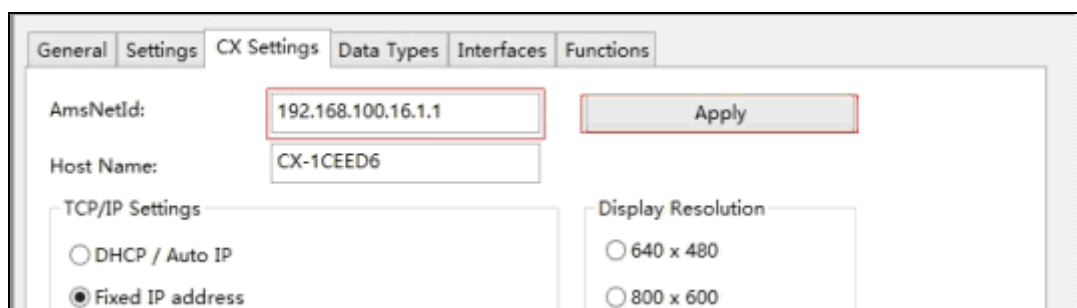 General Settings CX Settings Data Types Interfaces Functions
AmsNetId: 192.168.100.16.1.1 Apply
Host Name: CX-1CEED6
TCP/IP Settings Display Resolution
DHCP / Auto IP 640 x 480
Fixed IP address 800 x 600